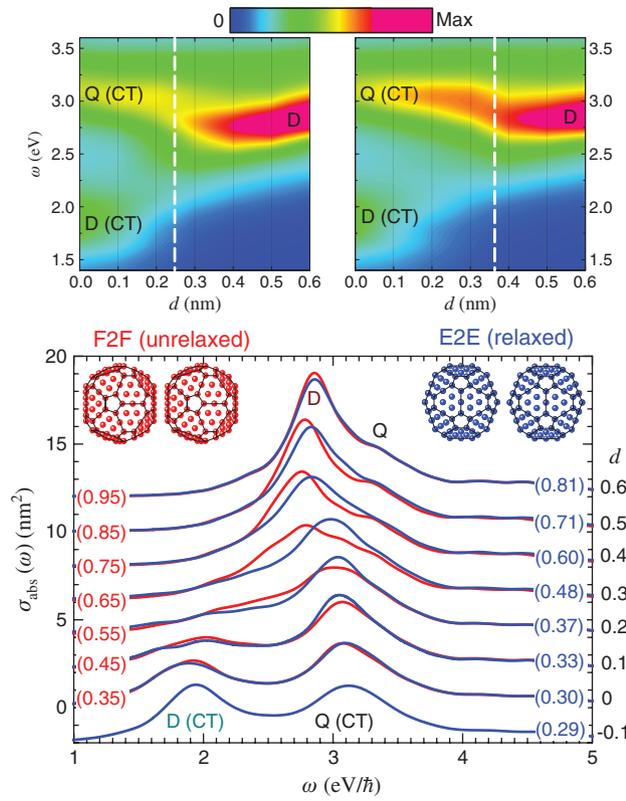 0 Max
3.5 3.5
Q (CT) Q (CT)
3.0 3.0
D D
ω (eV)
2.5 2.5
2.0 2.0
D (CT) D (CT)
1.5 1.5
0.0 0.1 0.2 0.3 0.4 0.5 0.6 0.0 0.1 0.2 0.3 0.4 0.5 0.6
d (nm) d (nm)
F2F (unrelaxed) E2E (relaxed)
20
D
Q
15
d
(0.95) (0.81) 0.6
(0.85) (0.71) 0.5
10
(0.75) (0.60) 0.4
σabs (ω) (nm²)
(0.65) (0.48) 0.3
5
(0.55) (0.37) 0.2
(0.45) (0.33) 0.1
(0.35) (0.30) 0
0
D (CT) Q (CT)
(0.29) -0.1
1 2 3 4 5
ω (eV/ħ)